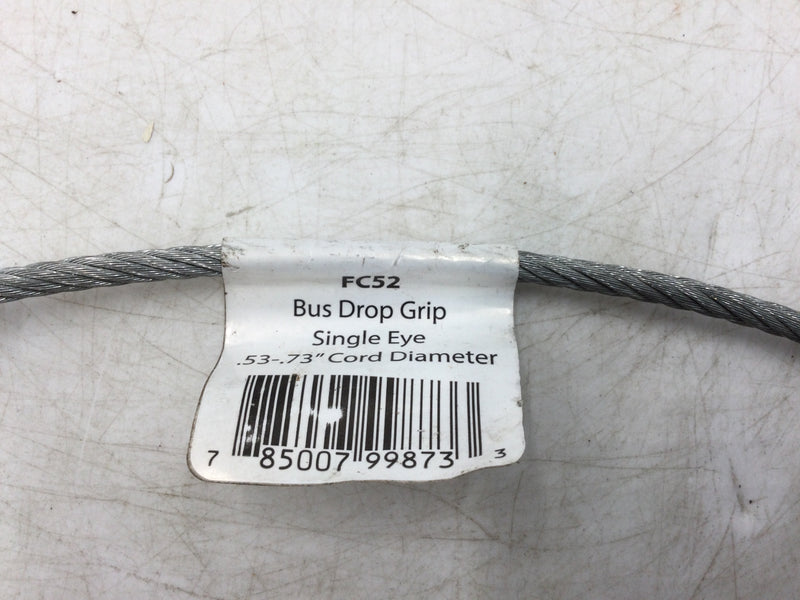 FC52
Bus Drop Grip
Single Eye
.53-.73" Cord Diameter
7 85007 99873 3